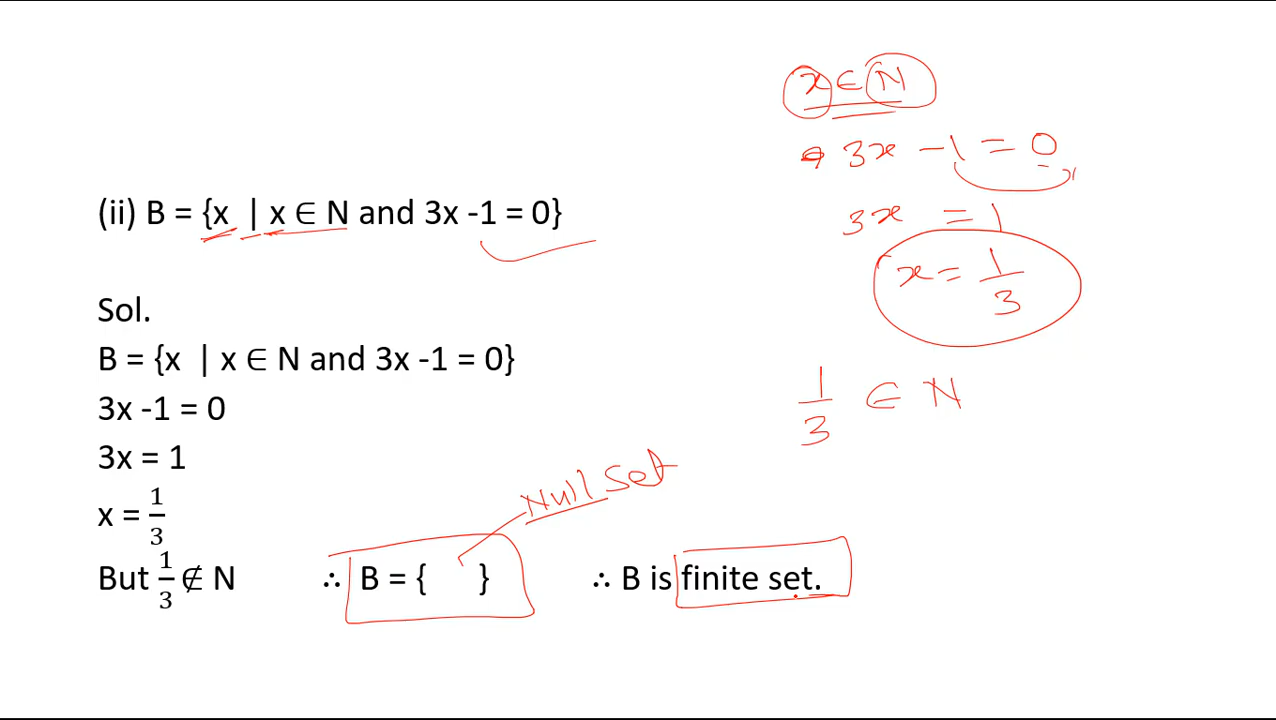 x ∈ N
3x - 1 = 0
3x = 1
x = 1/3
1/3 ∈ N
(ii) B = {x | x ∈ N and 3x -1 = 0}
Sol.
B = {x | x ∈ N and 3x -1 = 0}
3x -1 = 0
3x = 1
x = 1/3
Null Set
But 1/3 ∉ N ∴ B = { } ∴ B is finite set.